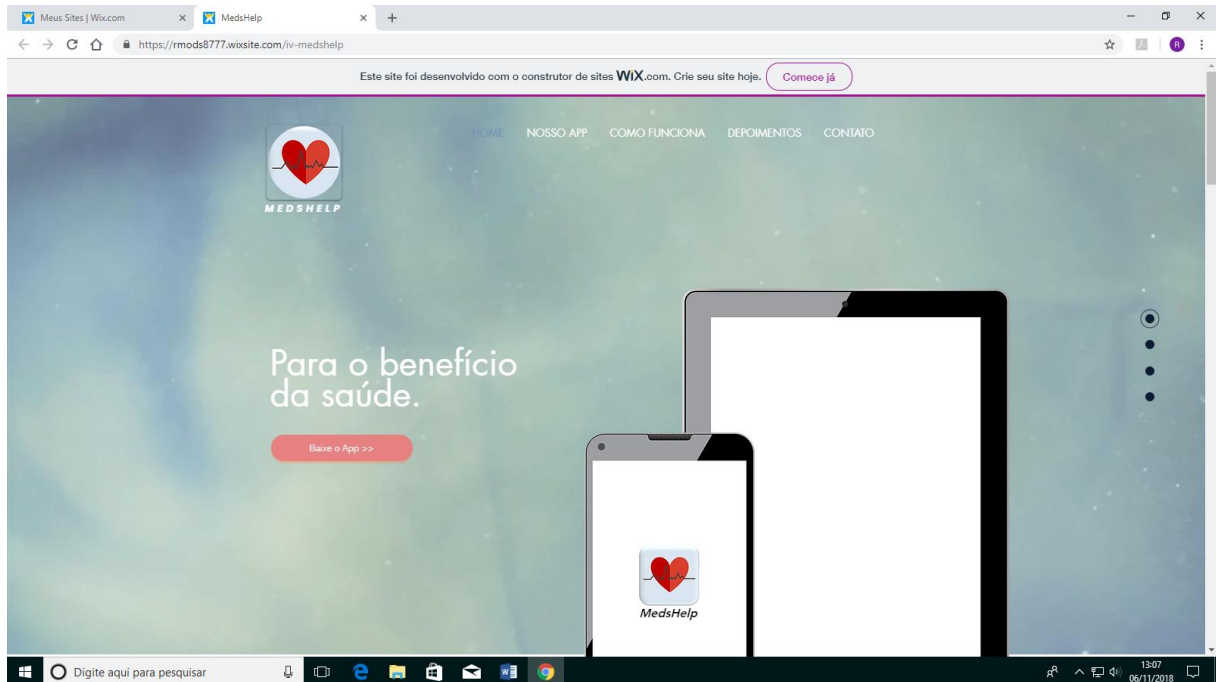 Meus Sites | Wix.com
MedsHelp
https://rmods8777.wixsite.com/iv-medshelp
R
Este site foi desenvolvido com o construtor de sites WiX.com. Crie seu site hoje.
Comece já
HOME NOSSO APP COMO FUNCIONA DEPOIMENTOS CONTATO
MEDSHELP
Para o benefício
da saúde.
Baixe o App >>
MedsHelp
Digite aqui para pesquisar
13:07
06/11/2018